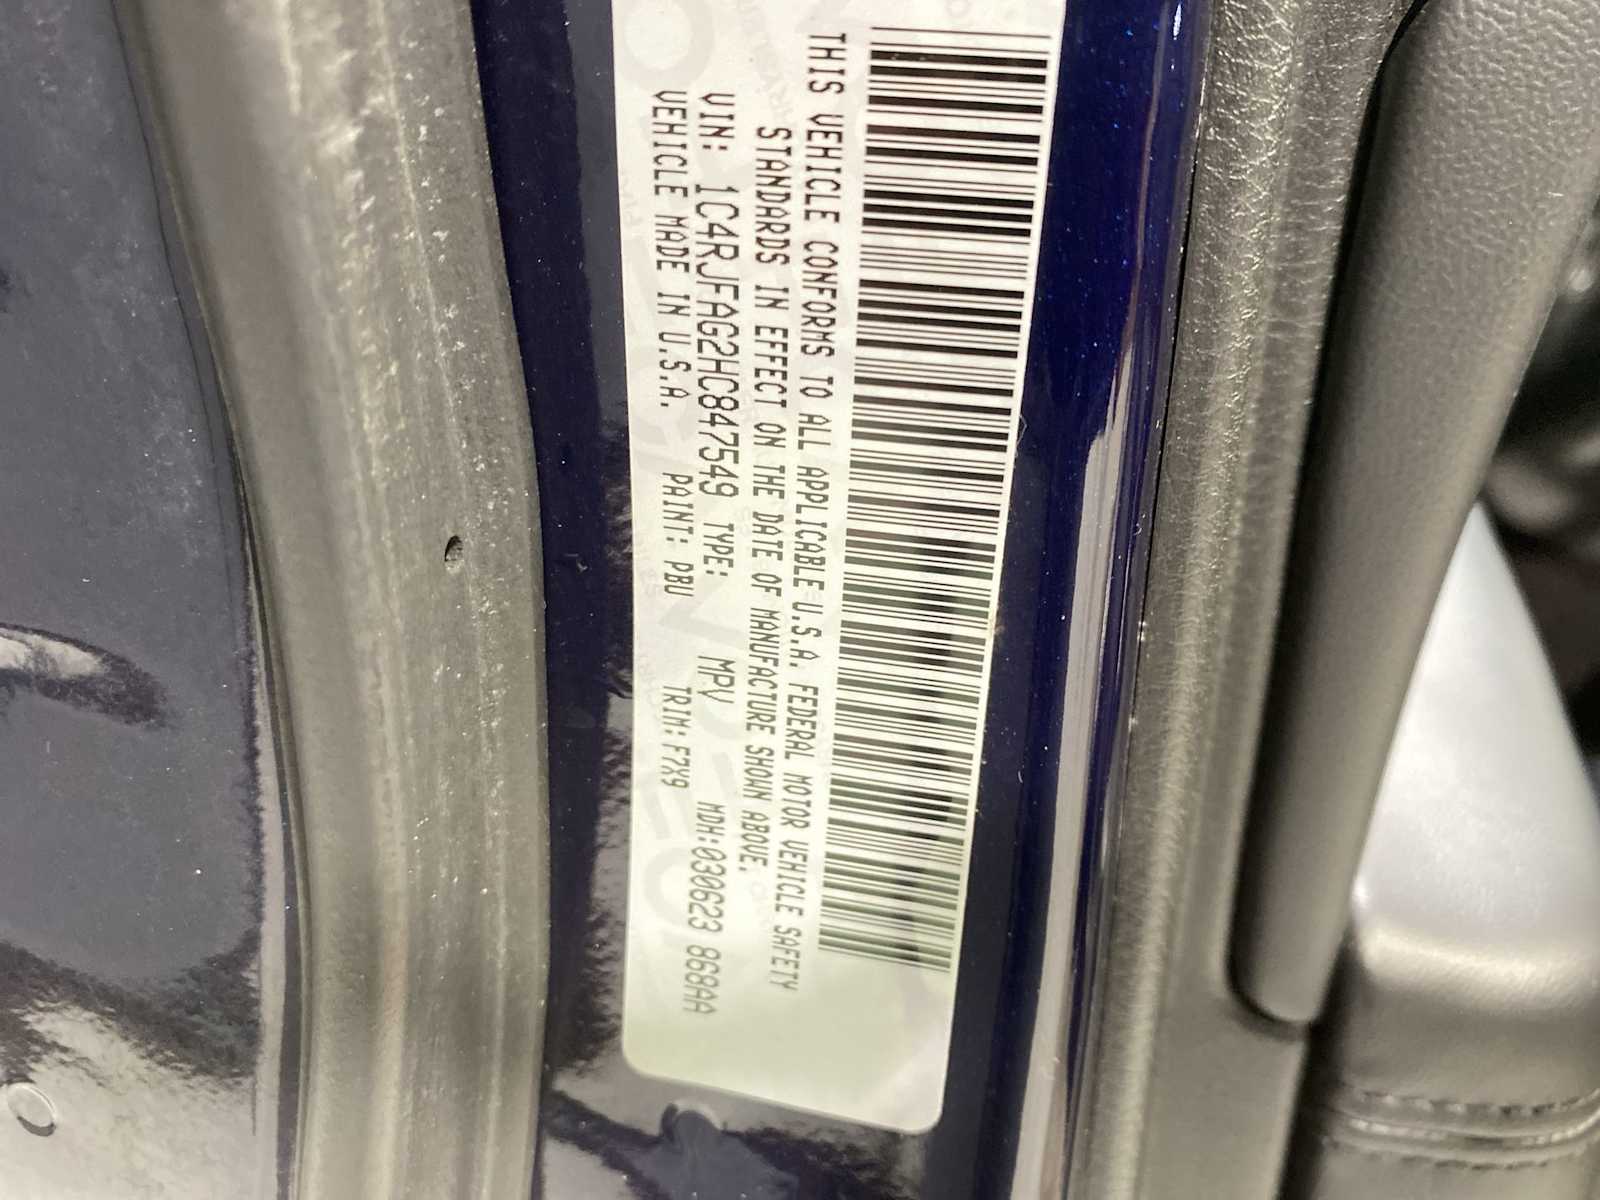 THIS VEHICLE CONFORMS TO ALL APPLICABLE U.S.A. FEDERAL MOTOR VEHICLE SAFETY
STANDARDS IN EFFECT ON THE DATE OF MANUFACTURE SHOWN ABOVE.
VIN: 1C4RJFAG2HC847549 TYPE: MPV
VEHICLE MADE IN U.S.A. PAINT: PBU TRIM: F7X9 MDH:030623 868AA